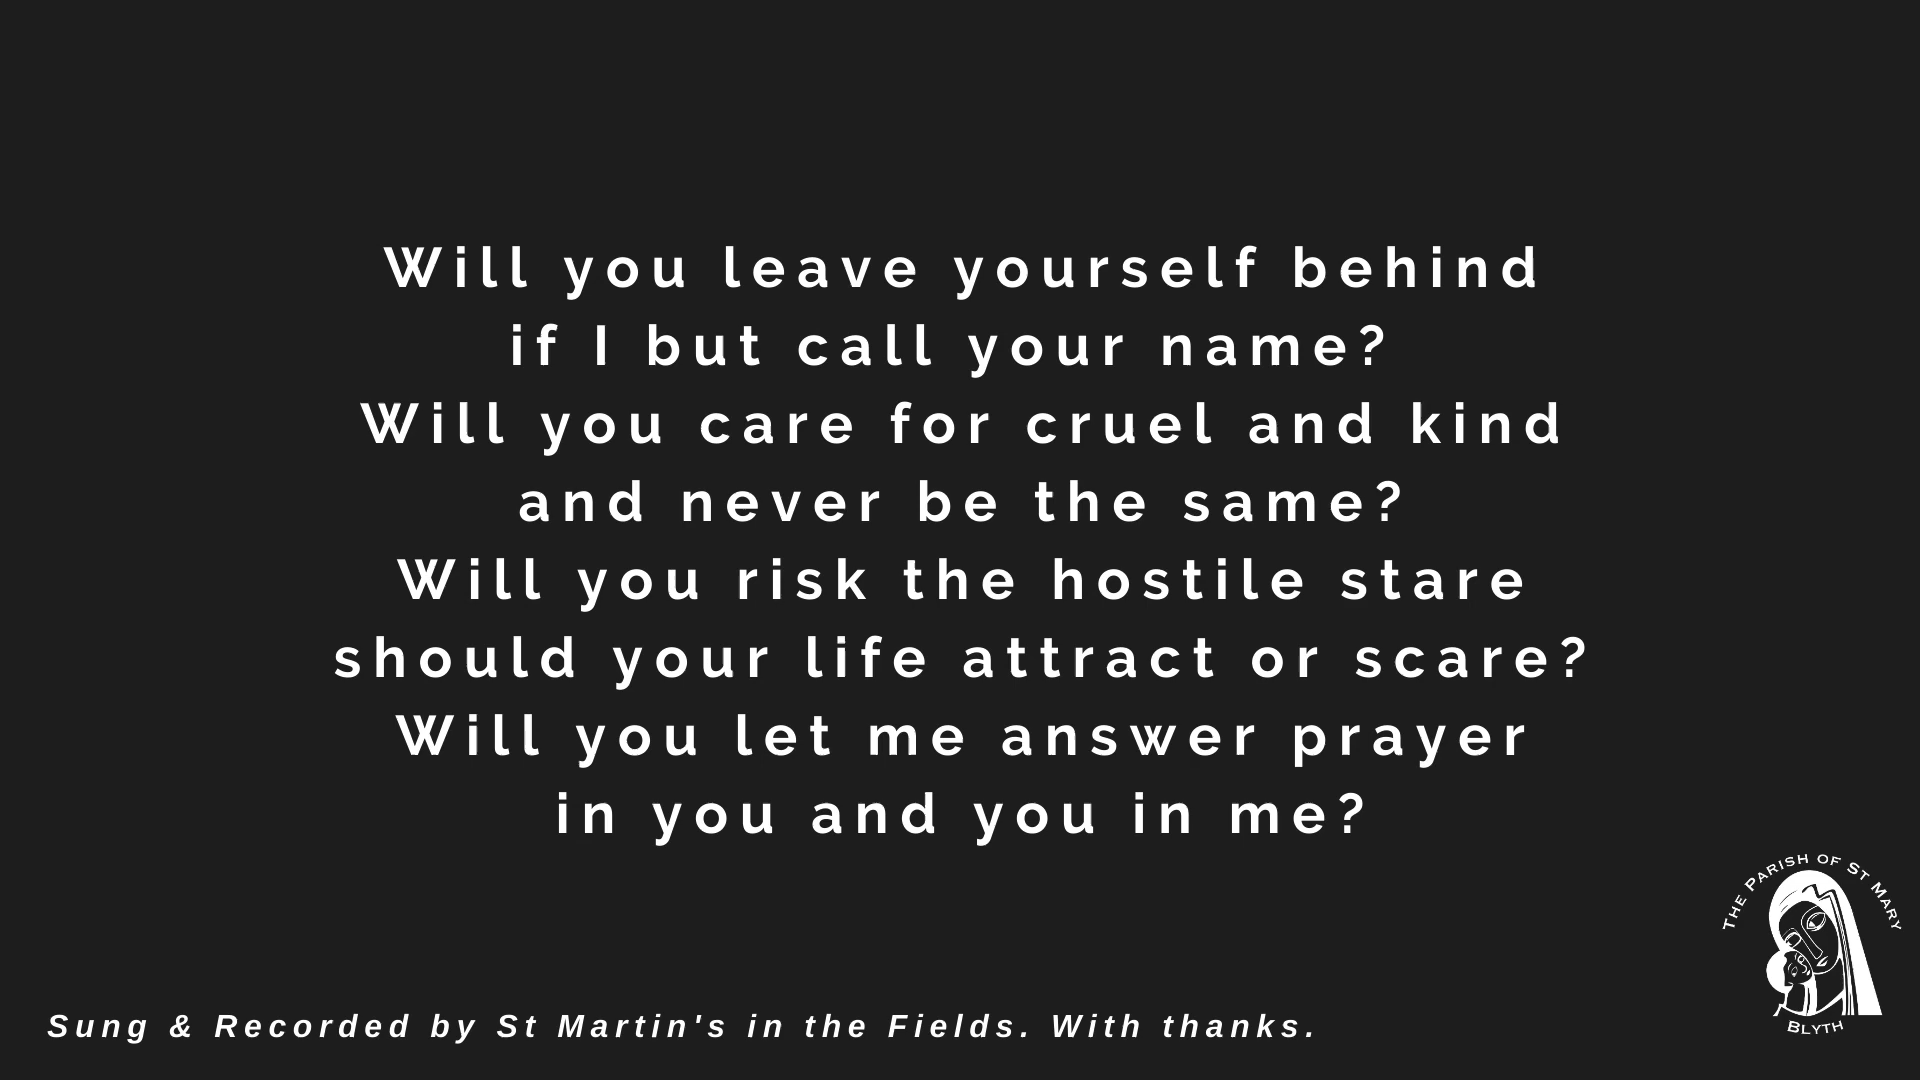 Will you leave yourself behind
if I but call your name?
Will you care for cruel and kind
and never be the same?
Will you risk the hostile stare
should your life attract or scare?
Will you let me answer prayer
in you and you in me?
The Parish of St Mary
Blyth
Sung & Recorded by St Martin's in the Fields. With thanks.